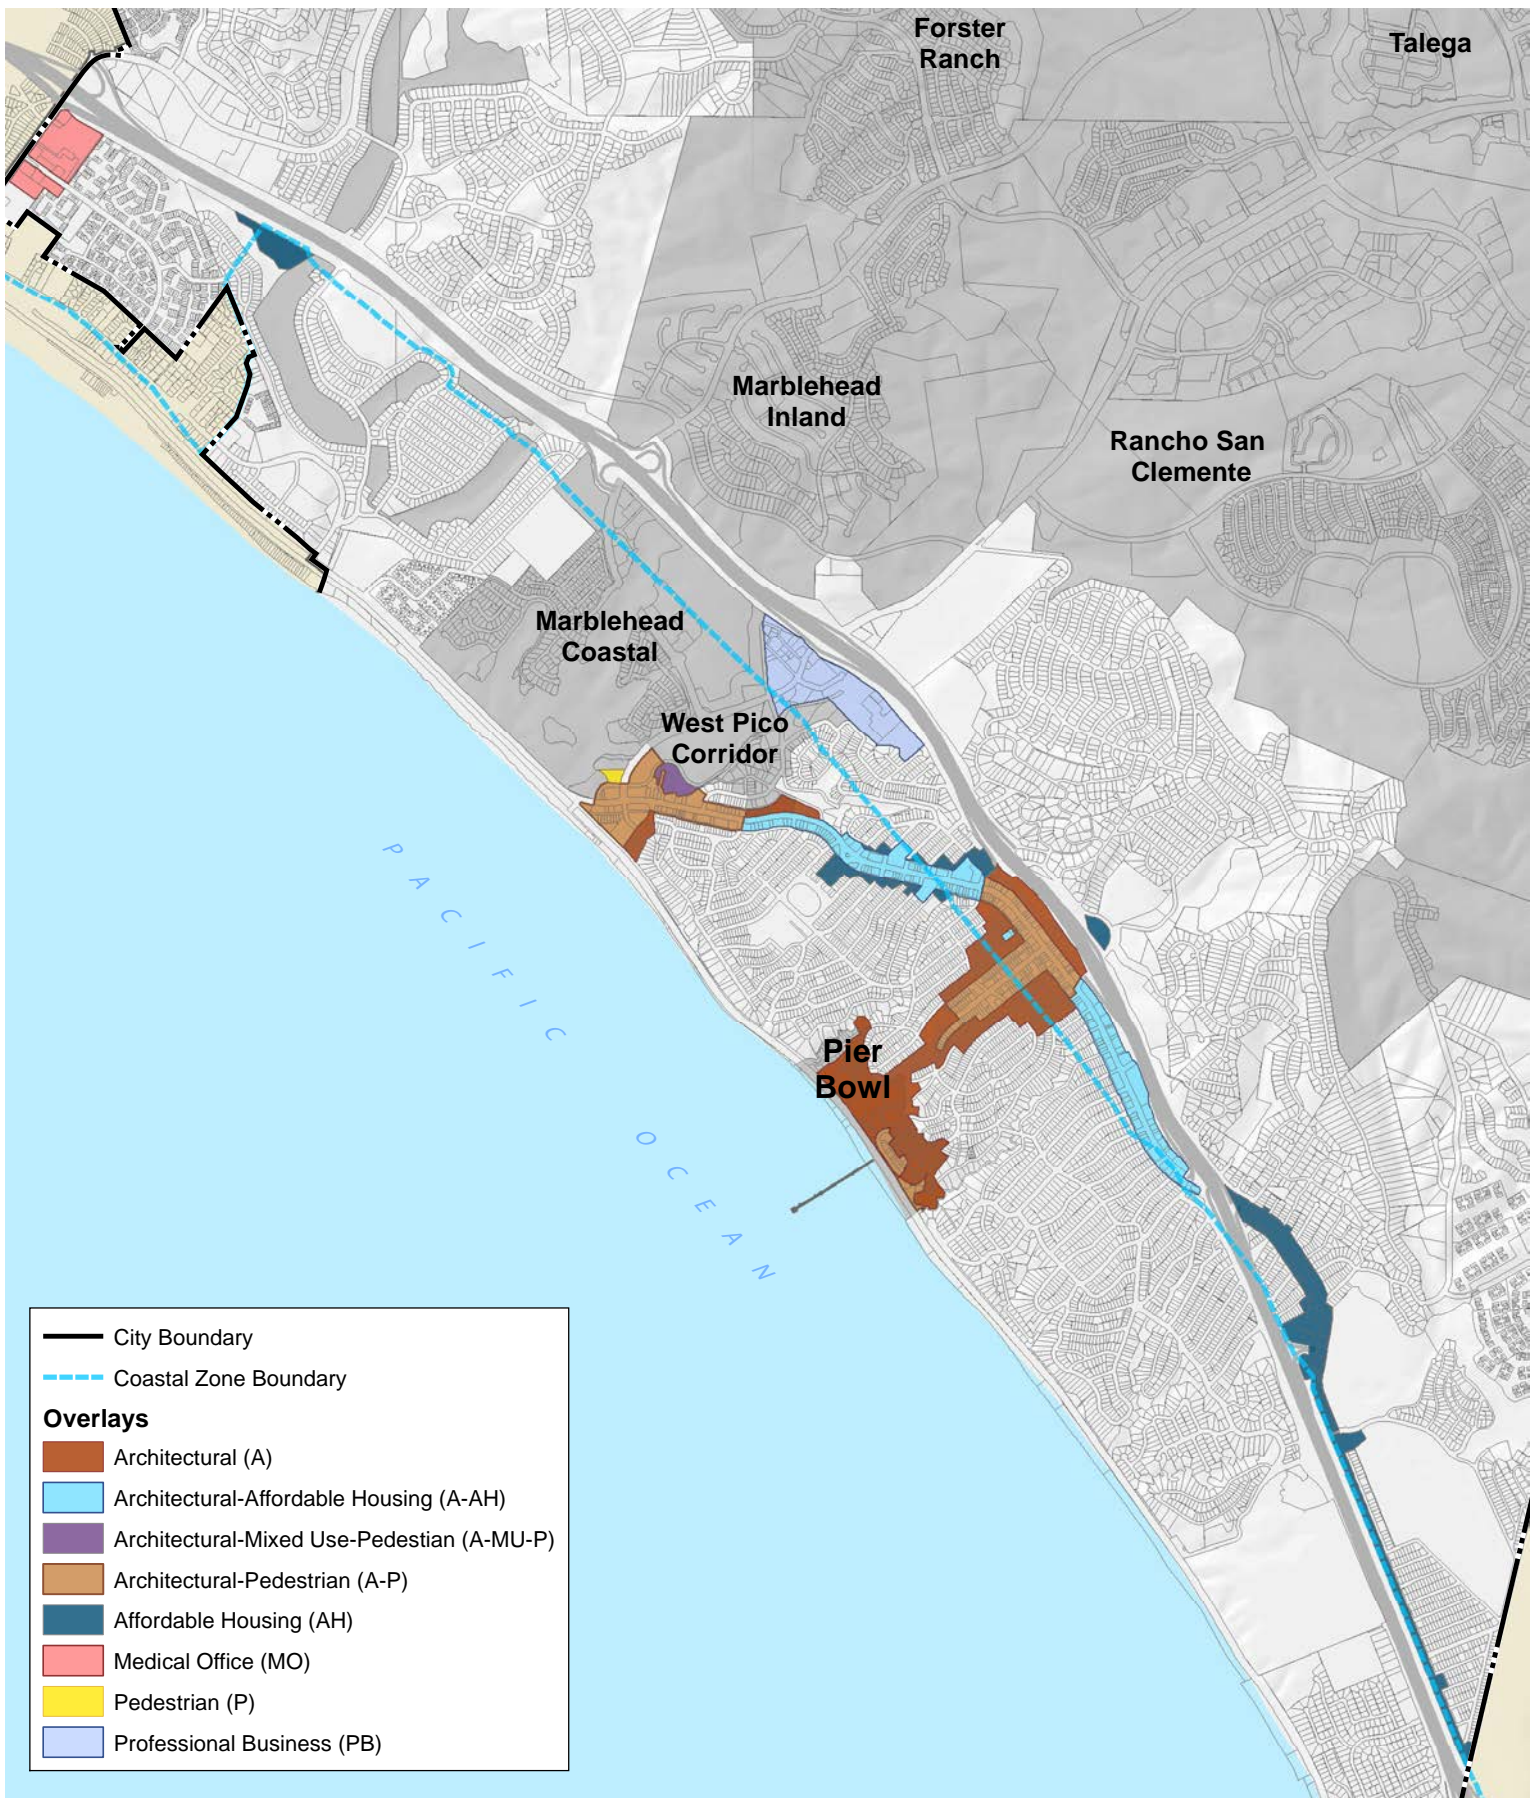 Forster
Ranch
Talega
Marblehead
Inland
Rancho San
Clemente
Marblehead
Coastal
West Pico
Corridor
Pier
Bowl
PACIFIC
OCEAN
City Boundary
Coastal Zone Boundary
Overlays
Architectural (A)
Architectural-Affordable Housing (A-AH)
Architectural-Mixed Use-Pedestian (A-MU-P)
Architectural-Pedestrian (A-P)
Affordable Housing (AH)
Medical Office (MO)
Pedestrian (P)
Professional Business (PB)